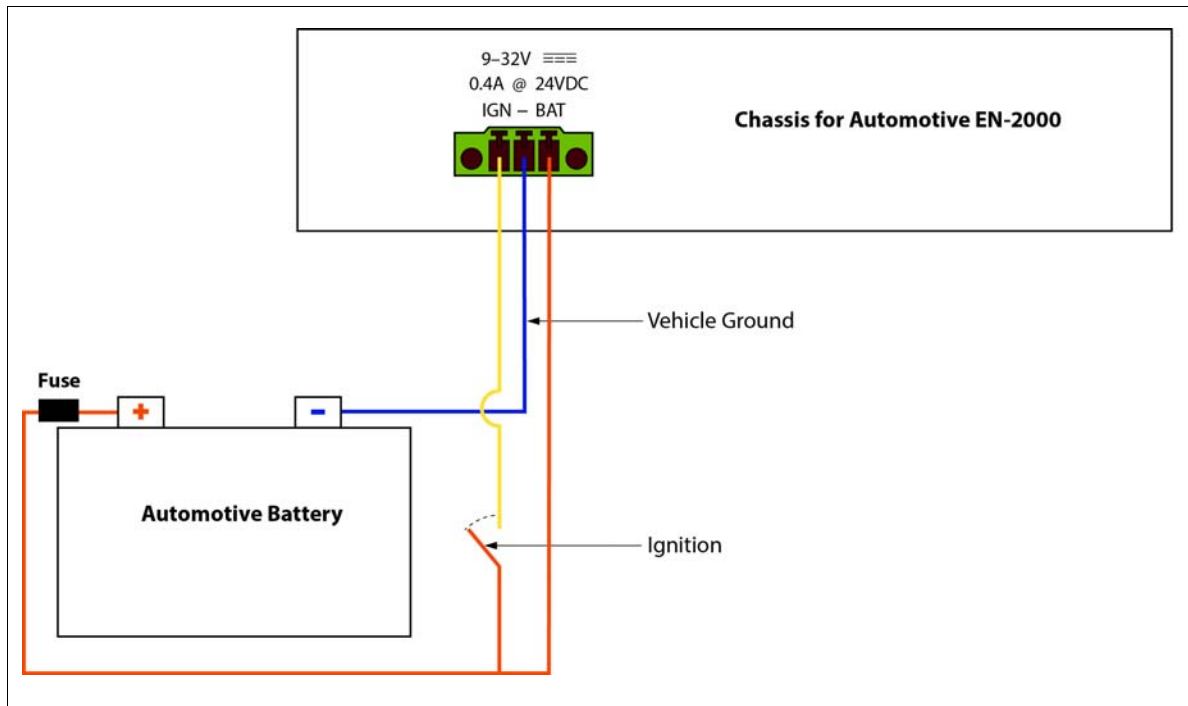 9–32V ⎓
0.4A @ 24VDC
IGN – BAT
Chassis for Automotive EN-2000
Vehicle Ground
Fuse
+
-
Automotive Battery
Ignition